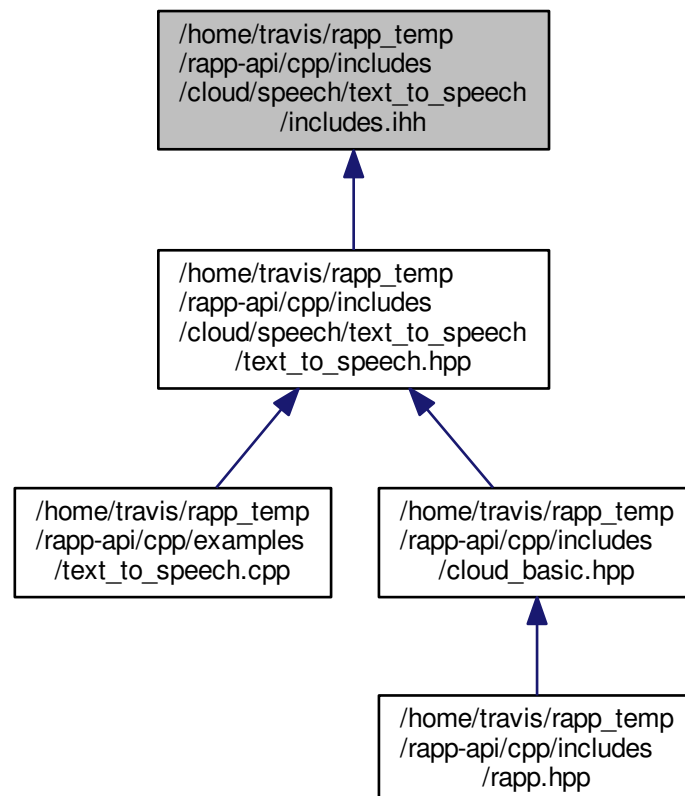 /home/travis/rapp_temp
/rapp-api/cpp/includes
/cloud/speech/text_to_speech
/includes.ihh
/home/travis/rapp_temp
/rapp-api/cpp/includes
/cloud/speech/text_to_speech
/text_to_speech.hpp
/home/travis/rapp_temp
/rapp-api/cpp/examples
/text_to_speech.cpp
/home/travis/rapp_temp
/rapp-api/cpp/includes
/cloud_basic.hpp
/home/travis/rapp_temp
/rapp-api/cpp/includes
/rapp.hpp